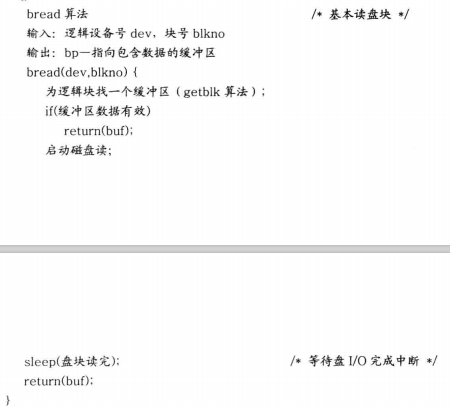 bread 算法 /* 基本读盘块 */
输入：逻辑设备号 dev，块号 blkno
输出：bp—指向包含数据的缓冲区
bread(dev,blkno) {
为逻辑块找一个缓冲区（getblk 算法）;
if(缓冲区数据有效)
return(buf);
启动磁盘读;
sleep(盘块读完); /* 等待盘 I/O 完成中断 */
return(buf);
}